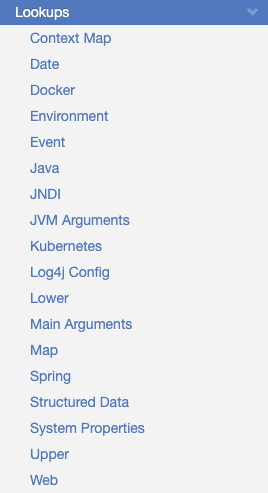 Lookups
Context Map
Date
Docker
Environment
Event
Java
JNDI
JVM Arguments
Kubernetes
Log4j Config
Lower
Main Arguments
Map
Spring
Structured Data
System Properties
Upper
Web